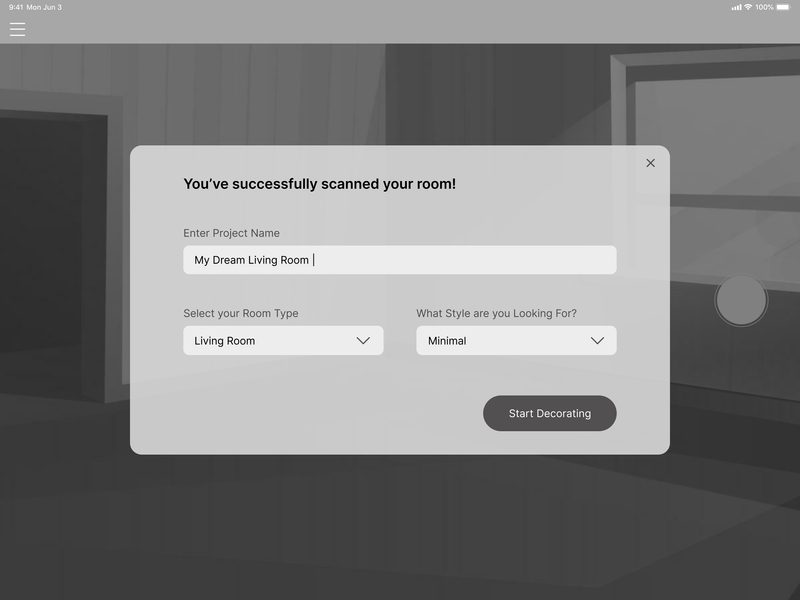 9:41 Mon Jun 3
100%
You’ve successfully scanned your room!
Enter Project Name
My Dream Living Room
Select your Room Type
What Style are you Looking For?
Living Room
Minimal
Start Decorating